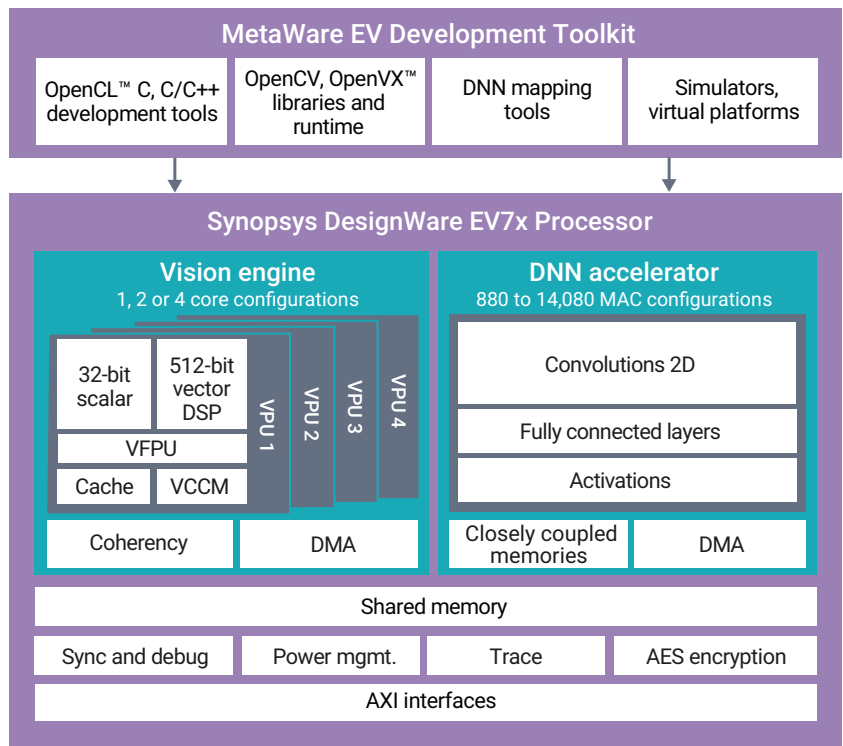 MetaWare EV Development Toolkit
OpenCL™ C, C/C++
development tools
OpenCV, OpenVX™
libraries and
runtime
DNN mapping
tools
Simulators,
virtual platforms
Synopsys DesignWare EV7x Processor
Vision engine
1, 2 or 4 core configurations
32-bit
scalar
512-bit
vector
DSP
VFPU
Cache
VCCM
VPU 1
VPU 2
VPU 3
VPU 4
Coherency
DMA
DNN accelerator
880 to 14,080 MAC configurations
Convolutions 2D
Fully connected layers
Activations
Closely coupled
memories
DMA
Shared memory
Sync and debug
Power mgmt.
Trace
AES encryption
AXI interfaces